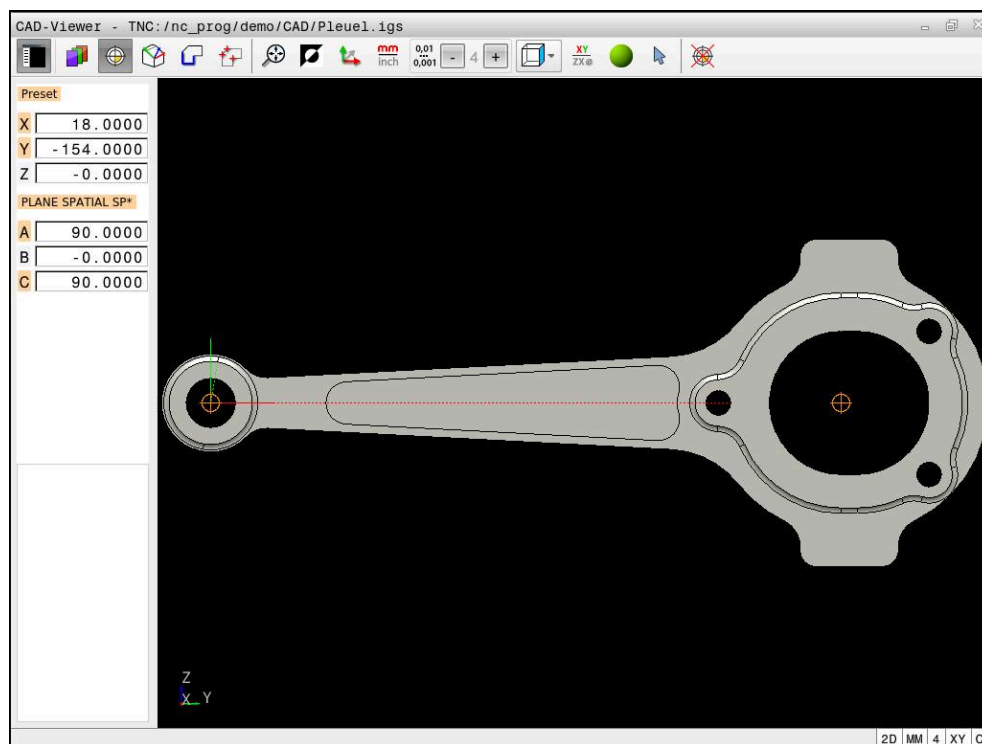 CAD-Viewer - TNC:/nc_prog/demo/CAD/Pleuel.igs
mm
inch
0,01
0,001
- 4 +
XY
ZX
Preset
X 18.0000
Y -154.0000
Z -0.0000
PLANE SPATIAL SP*
A 90.0000
B -0.0000
C 90.0000
Z
X Y
2D MM 4 XY